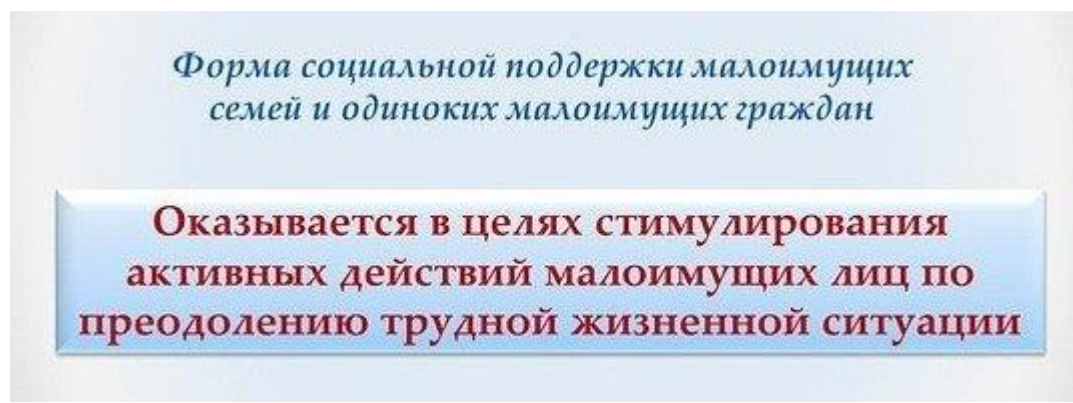 Форма социальной поддержки малоимущих
семей и одиноких малоимущих граждан
Оказывается в целях стимулирования
активных действий малоимущих лиц по
преодолению трудной жизненной ситуации